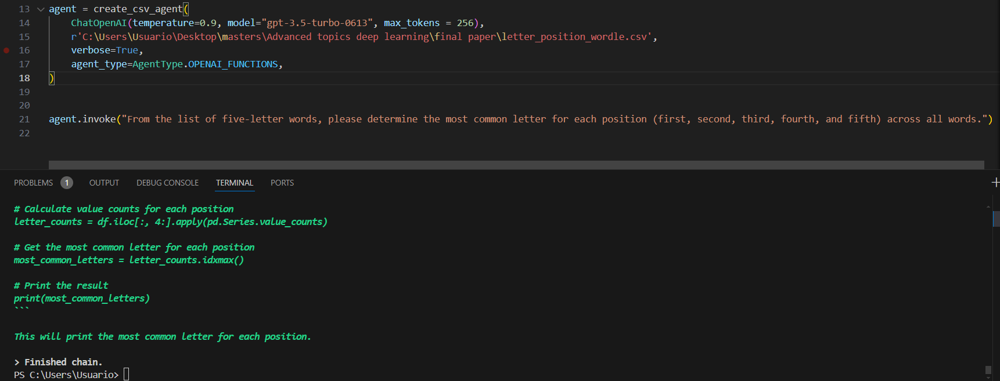 13 agent = create_csv_agent(
14 ChatOpenAI(temperature=0.9, model="gpt-3.5-turbo-0613", max_tokens = 256),
15 r'C:\Users\Usuario\Desktop\masters\Advanced topics deep learning\final paper\letter_position_wordle.csv',
16 verbose=True,
17 agent_type=AgentType.OPENAI_FUNCTIONS,
18 )
19
20
21 agent.invoke("From the list of five-letter words, please determine the most common letter for each position (first, second, third, fourth, and fifth) across all words.")
22
PROBLEMS 1 OUTPUT DEBUG CONSOLE TERMINAL PORTS
# Calculate value counts for each position
letter_counts = df.iloc[:, 4:].apply(pd.Series.value_counts)
# Get the most common letter for each position
most_common_letters = letter_counts.idxmax()
# Print the result
print(most_common_letters)
```
This will print the most common letter for each position.
> Finished chain.
PS C:\Users\Usuario>